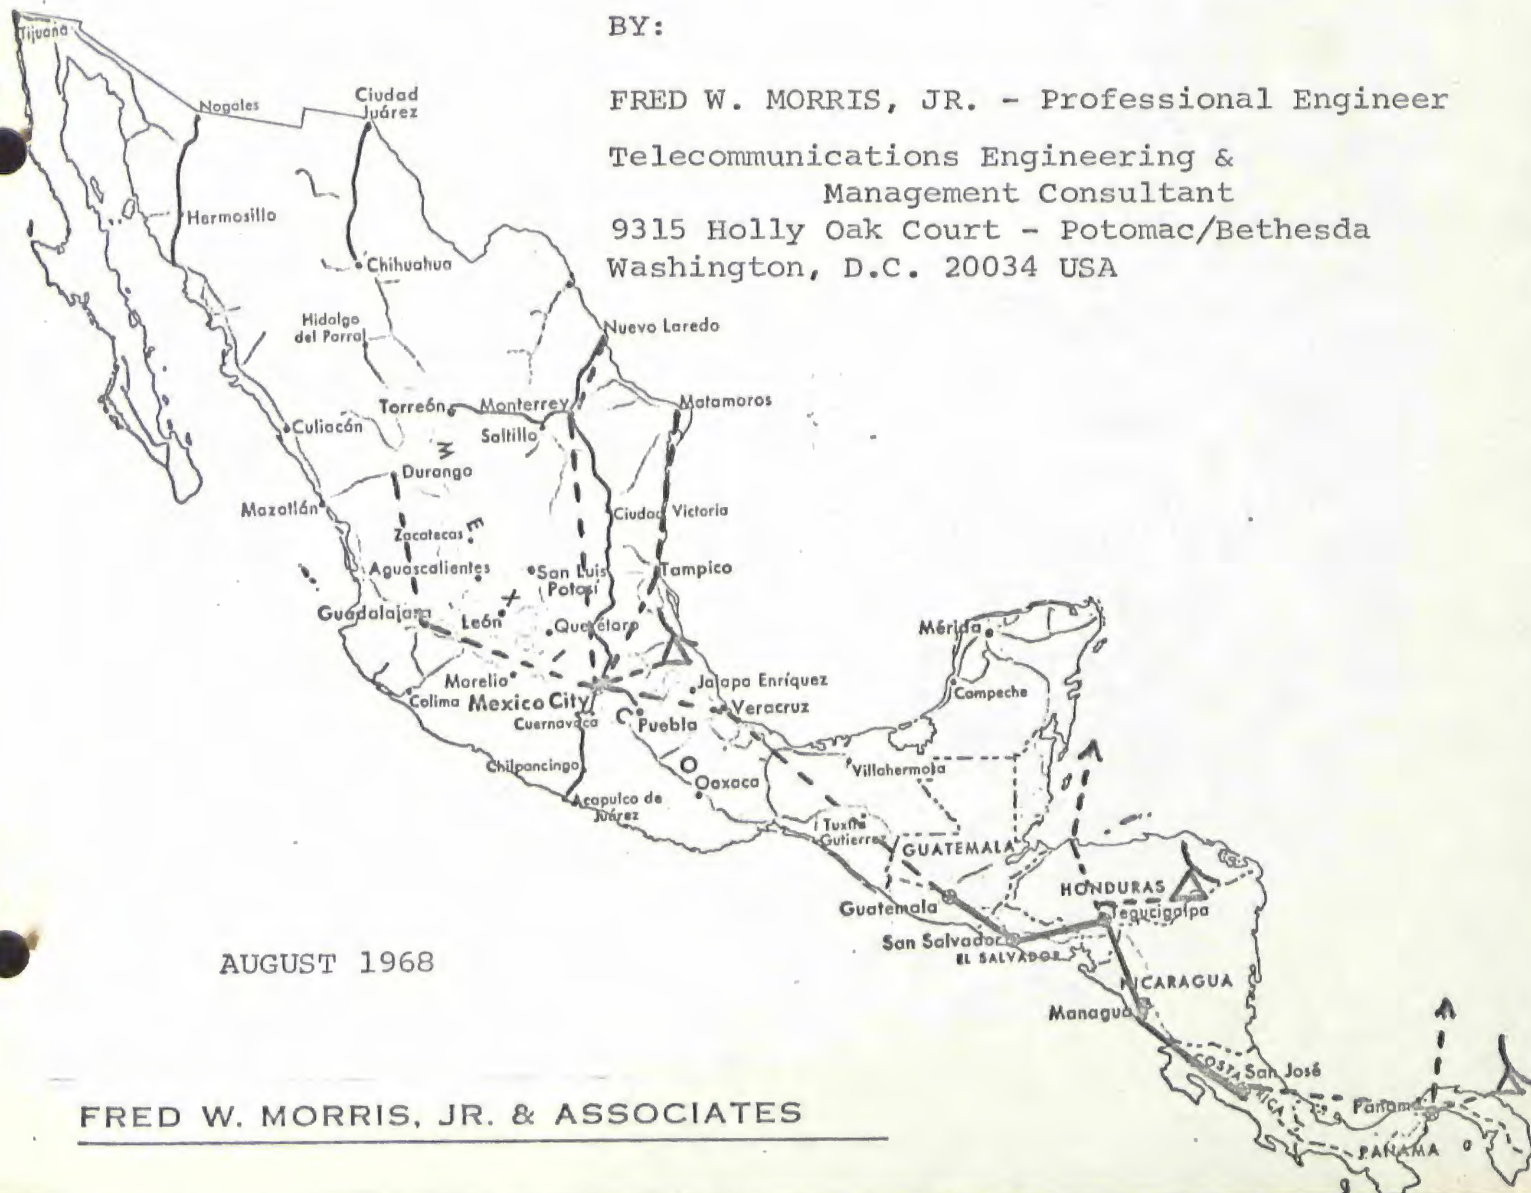 BY:
FRED W. MORRIS, JR. - Professional Engineer
Telecommunications Engineering &
Management Consultant
9315 Holly Oak Court - Potomac/Bethesda
Washington, D.C. 20034 USA
Tijuana
Nogales
Ciudad
Juárez
Hermosillo
Chihuahua
Hidalgo
del Parral
Nuevo Laredo
Torreón
Monterrey
Matamoros
Saltillo
Culiacán
M
Durango
Mazatlán
Ciudad Victoria
E
Zacatecas
Aguascalientes
San Luis
Potosí
Tampico
X
Guadalajara
León
Querétaro
Mérida
Morelia
Jalapa Enríquez
Campeche
Colima
Mexico City
Veracruz
Cuernavaca
C
Puebla
Chilpancingo
O
Oaxaca
Villahermosa
Acapulco de
Juárez
Tuxtla
Gutierrez
GUATEMALA
HONDURAS
Guatemala
Tegucigalpa
San Salvador
EL SALVADOR
NICARAGUA
Managua
COSTA RICA
San José
Panama
PANAMA
AUGUST 1968
FRED W. MORRIS, JR. & ASSOCIATES